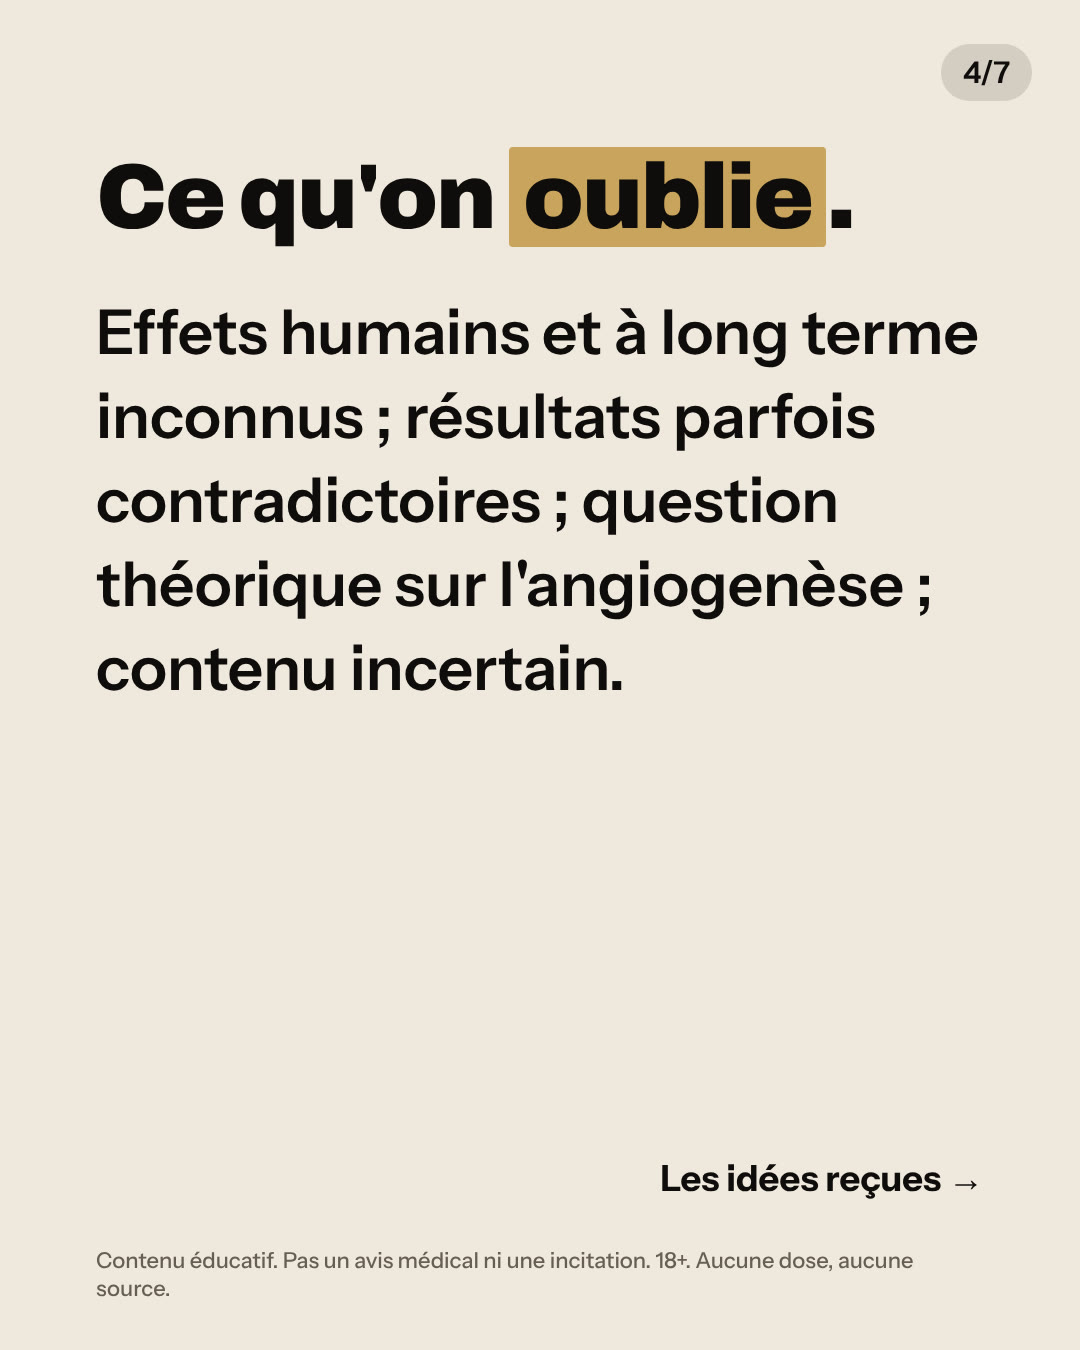 4/7
Ce qu'on oublie.
Effets humains et à long terme
inconnus ; résultats parfois
contradictoires ; question
théorique sur l'angiogenèse ;
contenu incertain.
Les idées reçues →
Contenu éducatif. Pas un avis médical ni une incitation. 18+. Aucune dose, aucune
source.